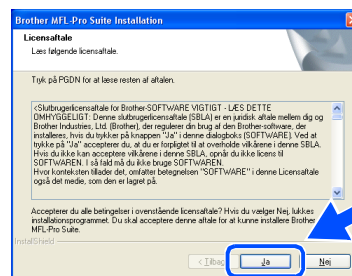 Brother MFL-Pro Suite Installation
Licensaftale
Læs følgende licensaftale.
Tryk på PGDN for at læse resten af aftalen.
<Slutbrugerlicensaftale for Brother-SOFTWARE VIGTIGT - LÆS DETTE
OMHYGGELIGT: Denne slutbrugerlicensaftale (SBLA) er en juridisk aftale mellem dig og
Brother Industries, Ltd. (Brother), der regulerer din brug af den Brother-software, der
installeres, hvis du trykker på knappen "Ja" i denne dialogboks (SOFTWARE). Ved at
trykke på "Ja" accepterer du, at du er forpligtet til at overholde vilkårene i denne SBLA.
Hvis du ikke kan acceptere vilkårene i denne SBLA, opnår du ikke licens til
SOFTWAREN. I så fald må du ikke bruge SOFTWAREN.
Hvor konteksten tillader det, omfatter betegnelsen "SOFTWARE" i denne Licensaftale
også det medie, som den er lagret på.
Accepterer du alle betingelser i ovenstående licensaftale? Hvis du vælger Nej, lukkes
installationsprogrammet. Du skal acceptere denne aftale for at kunne installere Brother
MFL-Pro Suite.
InstallShield
< Tilbage
Ja
Nej